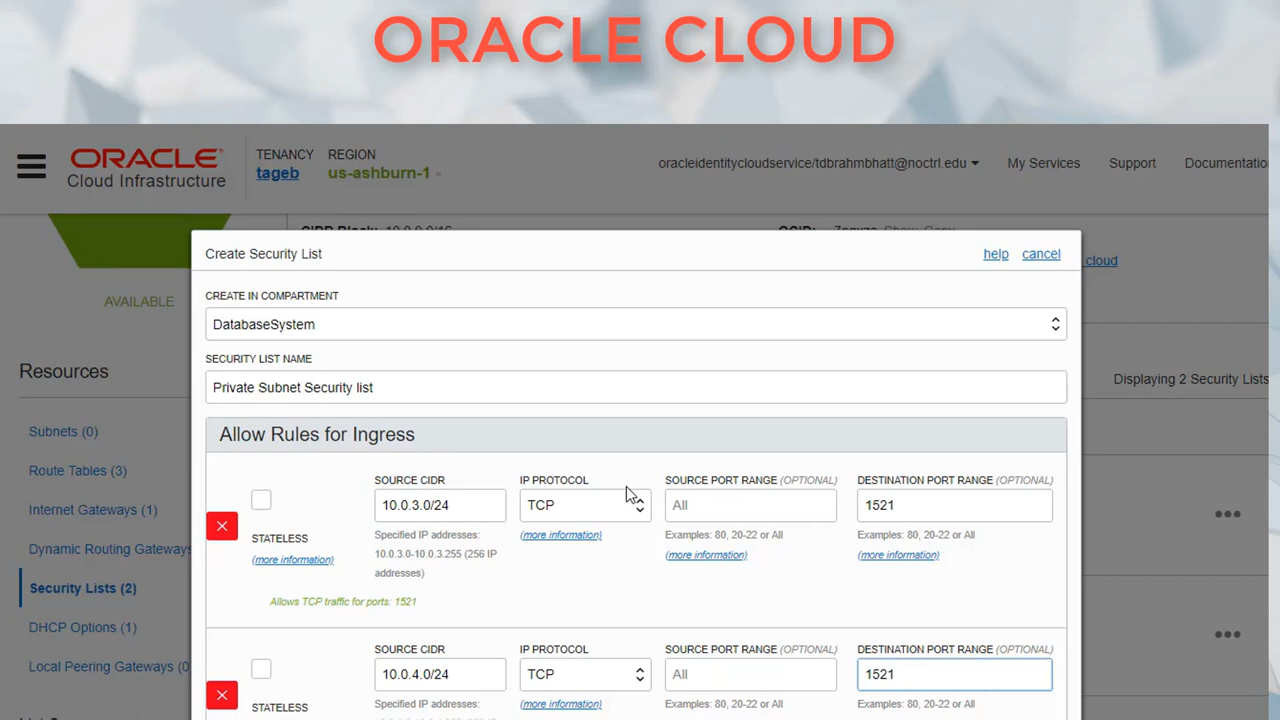 ORACLE CLOUD
ORACLE
Cloud Infrastructure
TENANCY
tageb
REGION
us-ashburn-1
oracleidentitycloudservice/tdbrahmbhatt@noctrl.edu
My Services
Support
Documentatio
AVAILABLE
cloud
Resources
Subnets (0)
Route Tables (3)
Internet Gateways (1)
Dynamic Routing Gateways
Security Lists (2)
DHCP Options (1)
Local Peering Gateways (0
Displaying 2 Security Lists
Create Security List
help cancel
CREATE IN COMPARTMENT
DatabaseSystem
SECURITY LIST NAME
Private Subnet Security list
Allow Rules for Ingress
STATELESS
(more information)
SOURCE CIDR
10.0.3.0/24
Specified IP addresses:
10.0.3.0-10.0.3.255 (256 IP
addresses)
IP PROTOCOL
TCP
(more information)
SOURCE PORT RANGE (OPTIONAL)
All
Examples: 80, 20-22 or All
(more information)
DESTINATION PORT RANGE (OPTIONAL)
1521
Examples: 80, 20-22 or All
(more information)
Allows TCP traffic for ports: 1521
STATELESS
SOURCE CIDR
10.0.4.0/24
Specified IP addresses:
IP PROTOCOL
TCP
(more information)
SOURCE PORT RANGE (OPTIONAL)
All
Examples: 80, 20-22 or All
DESTINATION PORT RANGE (OPTIONAL)
1521
Examples: 80, 20-22 or All